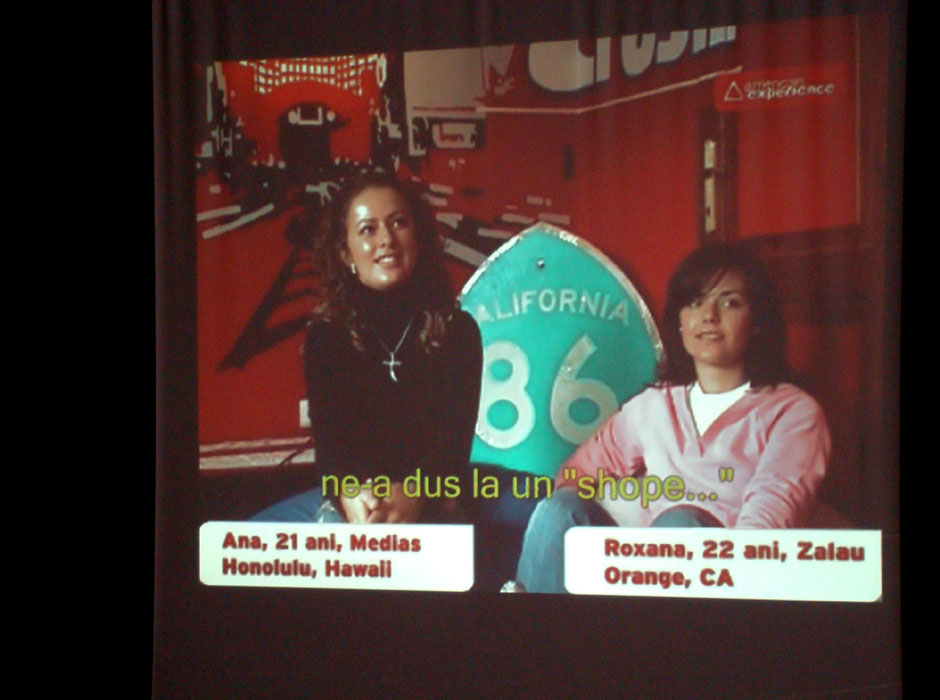 american
experience
CALIFORNIA
86
ne-a dus la un "shope..."
Ana, 21 ani, Medias
Honolulu, Hawaii
Roxana, 22 ani, Zalau
Orange, CA